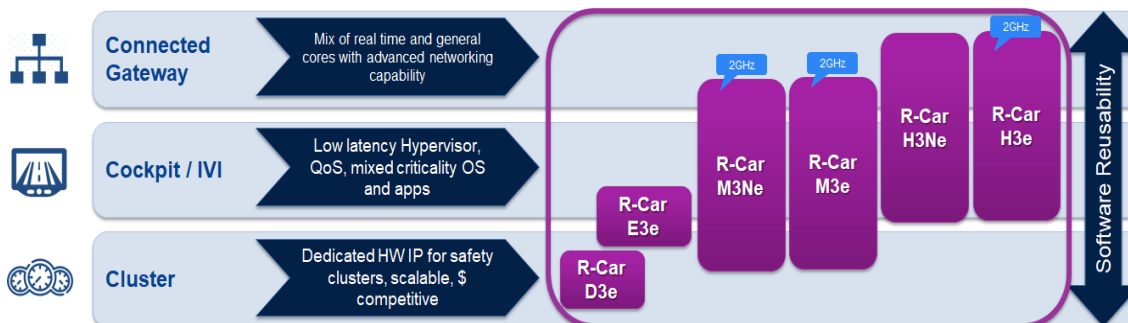 Connected
Gateway
Mix of real time and general
cores with advanced networking
capability
2GHz
2GHz
2GHz
R-Car
H3Ne
R-Car
H3e
Cockpit / IVI
Low latency Hypervisor,
QoS, mixed criticality OS
and apps
R-Car
M3Ne
R-Car
M3e
R-Car
E3e
Cluster
Dedicated HW IP for safety
clusters, scalable, $
competitive
R-Car
D3e
Software Reusability